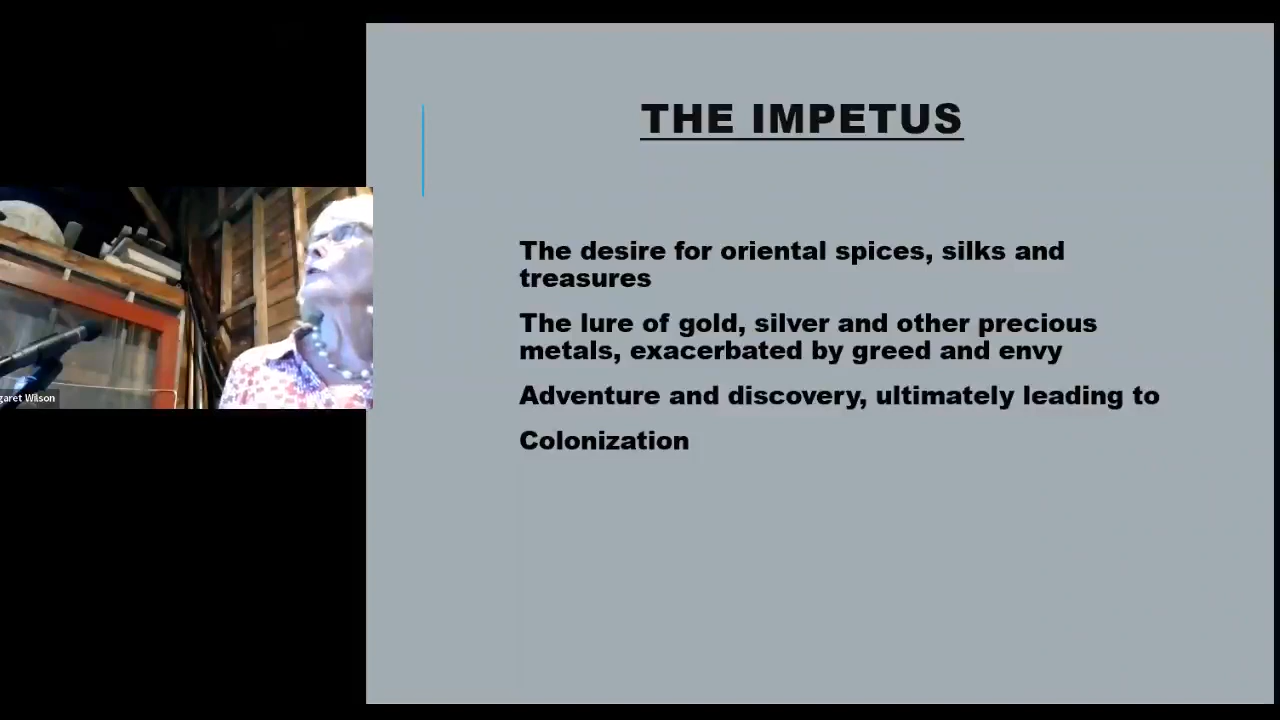 THE IMPETUS
The desire for oriental spices, silks and
treasures
The lure of gold, silver and other precious
metals, exacerbated by greed and envy
Adventure and discovery, ultimately leading to
Colonization
garet Wilson